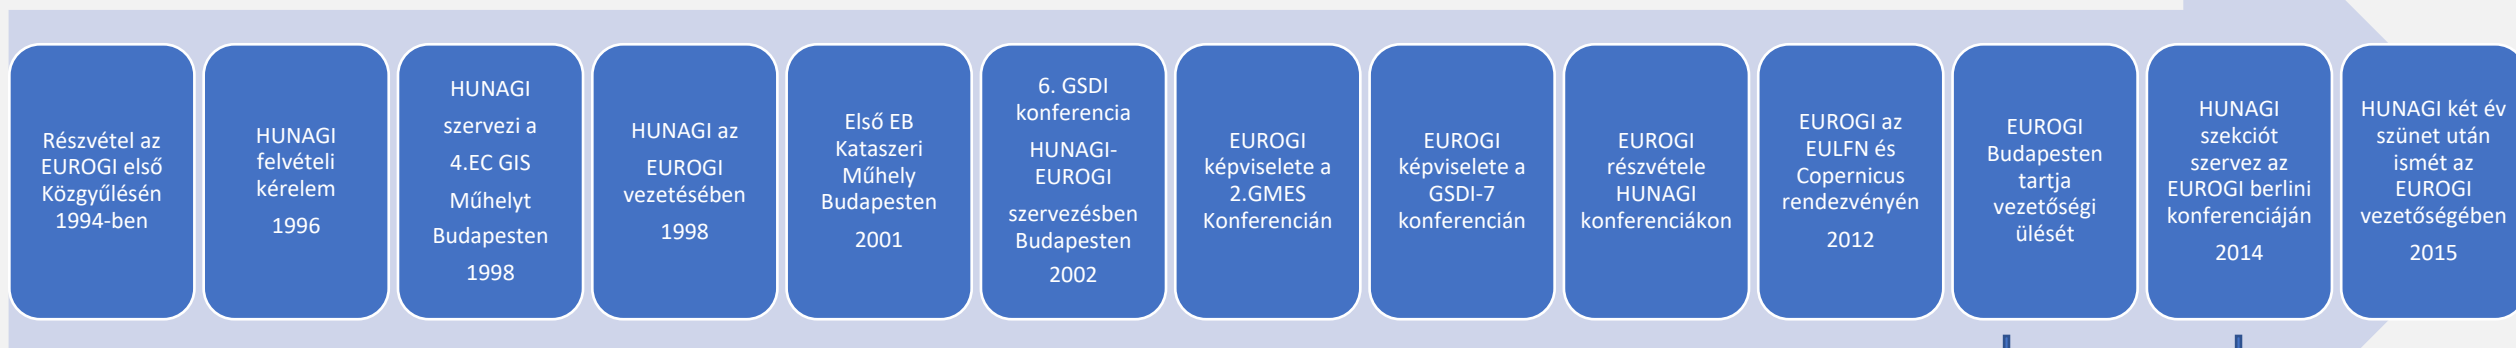 Részvétel az
EUROGI első
Közgyűlésén
1994-ben
HUNAGI
felvételi
kérelem
1996
HUNAGI
szervezi a
4.EC GIS
Műhelyt
Budapesten
1998
HUNAGI az
EUROGI
vezetésében
1998
Első EB
Kataszeri
Műhely
Budapesten
2001
6. GSDI
konferencia
HUNAGI-
EUROGI
szervezésben
Budapesten
2002
EUROGI
képviselete a
2.GMES
Konferencián
EUROGI
képviselete a
GSDI-7
konferencián
EUROGI
részvétele
HUNAGI
konferenciákon
EUROGI az
EULFN és
Copernicus
rendezvényén
2012
EUROGI
Budapesten
tartja
vezetőségi
ülését
HUNAGI
szekciót
szervez az
EUROGI berlini
konferenciáján
2014
HUNAGI két év
szünet után
ismét az
EUROGI
vezetőségében
2015